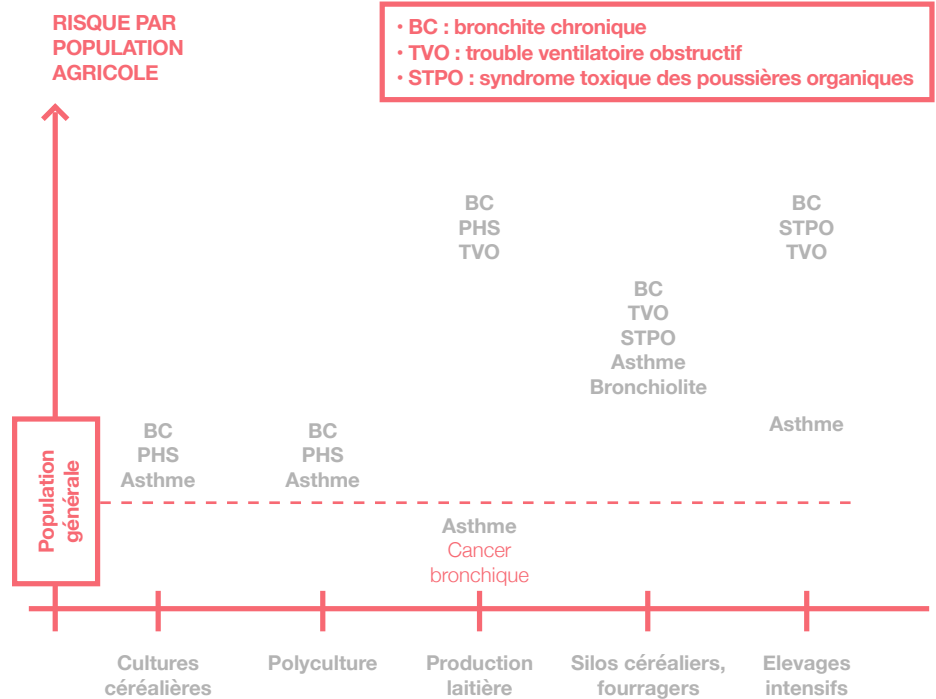 RISQUE PAR
POPULATION
AGRICOLE
· BC : bronchite chronique
· TVO : trouble ventilatoire obstructif
· STPO : syndrome toxique des poussières organiques
BC
PHS
TVO
BC
STPO
TVO
BC
TVO
STPO
Asthme
Bronchiolite
Asthme
BC
PHS
Asthme
BC
PHS
Asthme
Population
générale
Asthme
Cancer
bronchique
Cultures
céréalières
Polyculture
Production
laitière
Silos céréaliers,
fourragers
Elevages
intensifs